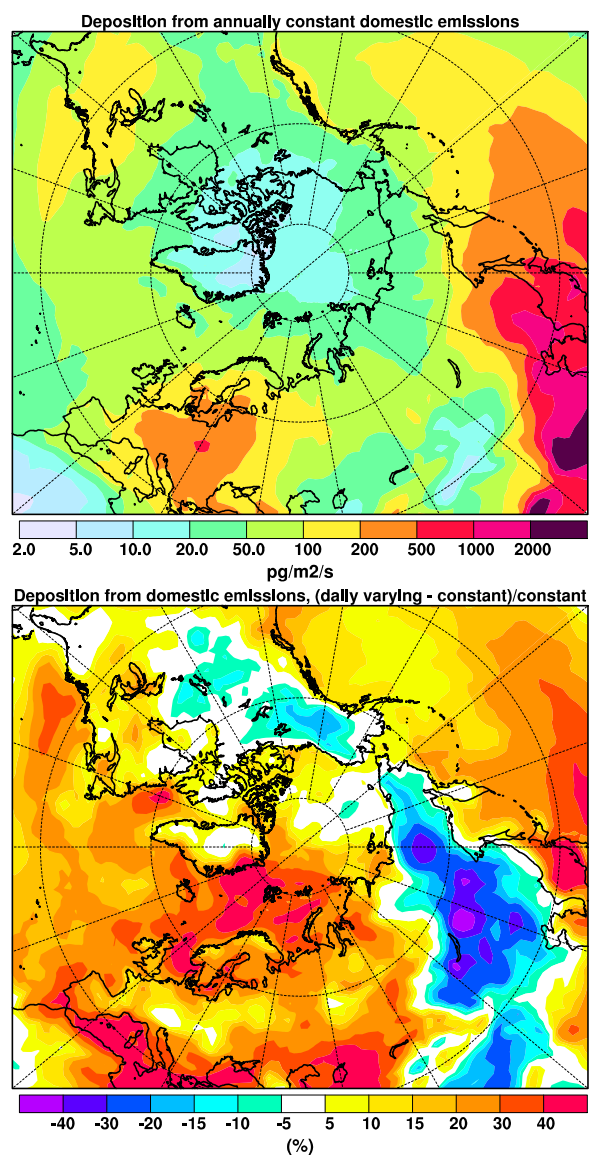 Deposition from annually constant domestic emissions
2.0 5.0 10.0 20.0 50.0 100 200 500 1000 2000
pg/m2/s
Deposition from domestic emissions, (daily varying - constant)/constant
-40 -30 -20 -15 -10 -5 5 10 15 20 30 40
(%)